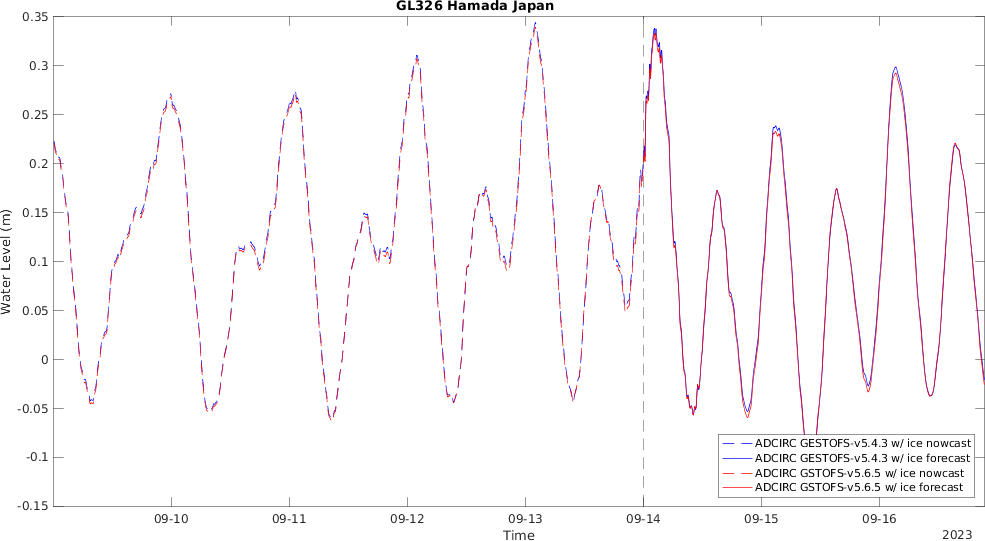 GL326 Hamada Japan
0.35
0.3
0.25
0.2
0.15
0.1
0.05
0
-0.05
-0.1
-0.15
Water Level (m)
09-10 09-11 09-12 09-13 09-14 09-15 09-16
Time
2023
ADCIRC GESTOFS-v5.4.3 w/ ice nowcast
ADCIRC GESTOFS-v5.4.3 w/ ice forecast
ADCIRC GSTOFS-v5.6.5 w/ ice nowcast
ADCIRC GSTOFS-v5.6.5 w/ ice forecast